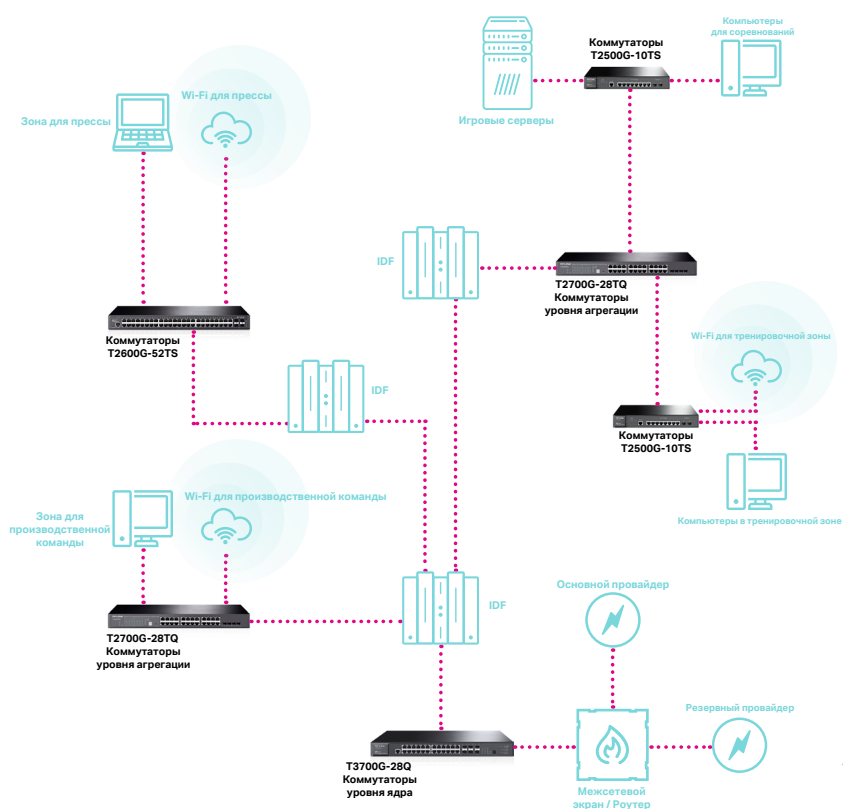 Коммутаторы
T2500G-10TS
Компьютеры
для соревнований
Игровые серверы
Wi-Fi для прессы
Зона для прессы
IDF
T2700G-28TQ
Коммутаторы
уровня агрегации
Коммутаторы
T2600G-52TS
IDF
Wi-Fi для тренировочной зоны
Коммутаторы
T2500G-10TS
Компьютеры в тренировочной зоне
Wi-Fi для производственной команды
Зона для
производственной
команды
IDF
T2700G-28TQ
Коммутаторы
уровня агрегации
Основной провайдер
Резервный провайдер
T3700G-28Q
Коммутаторы
уровня ядра
Межсетевой
экран / Роутер